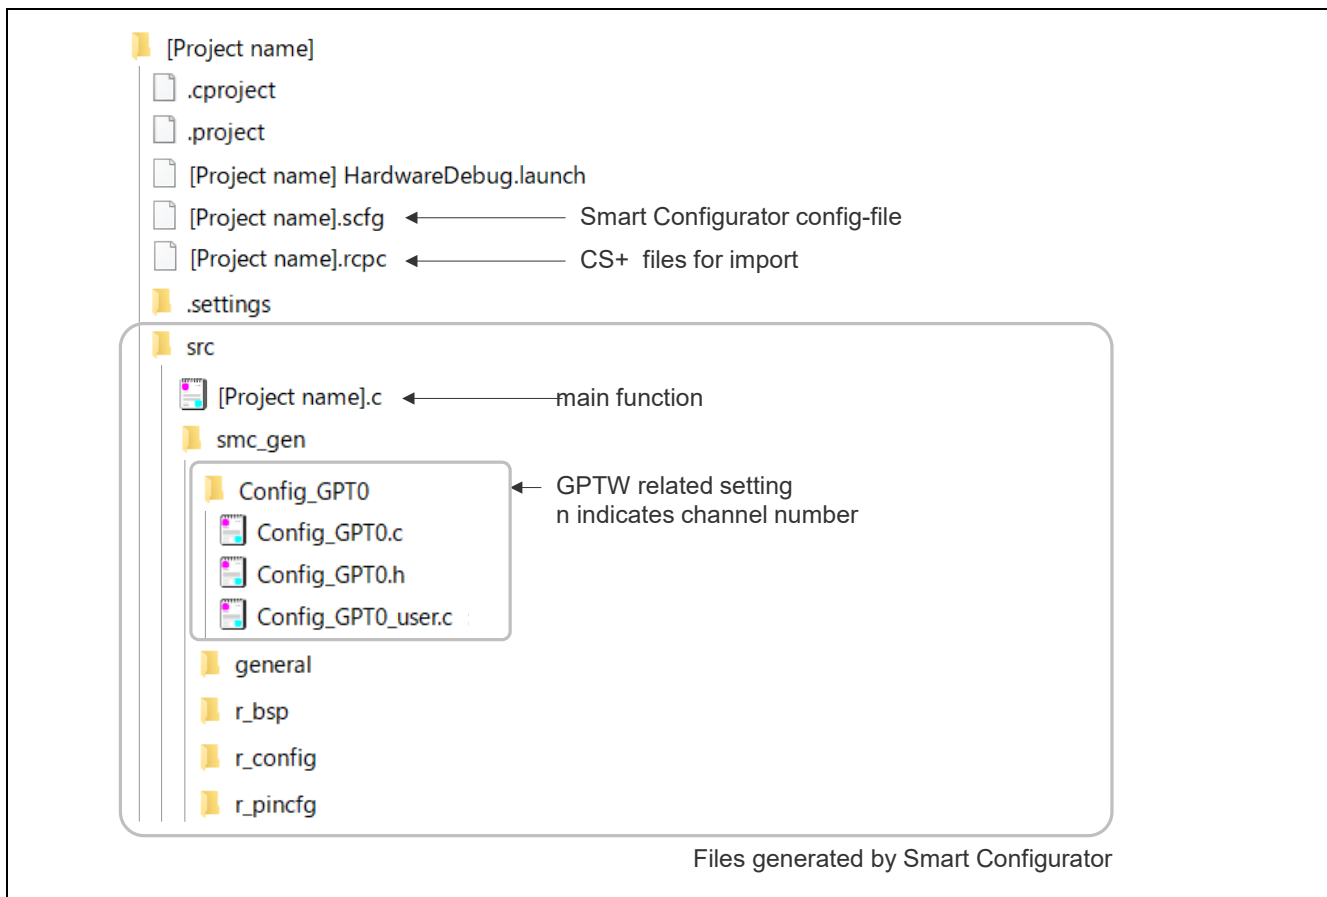 [Project name]
.cproject
.project
[Project name] HardwareDebug.launch
[Project name].scfg
Smart Configurator config-file
[Project name].rcpc
CS+ files for import
.settings
src
[Project name].c
main function
smc_gen
Config_GPT0
GPTW related setting
n indicates channel number
Config_GPT0.c
Config_GPT0.h
Config_GPT0_user.c
general
r_bsp
r_config
r_pincfg
Files generated by Smart Configurator